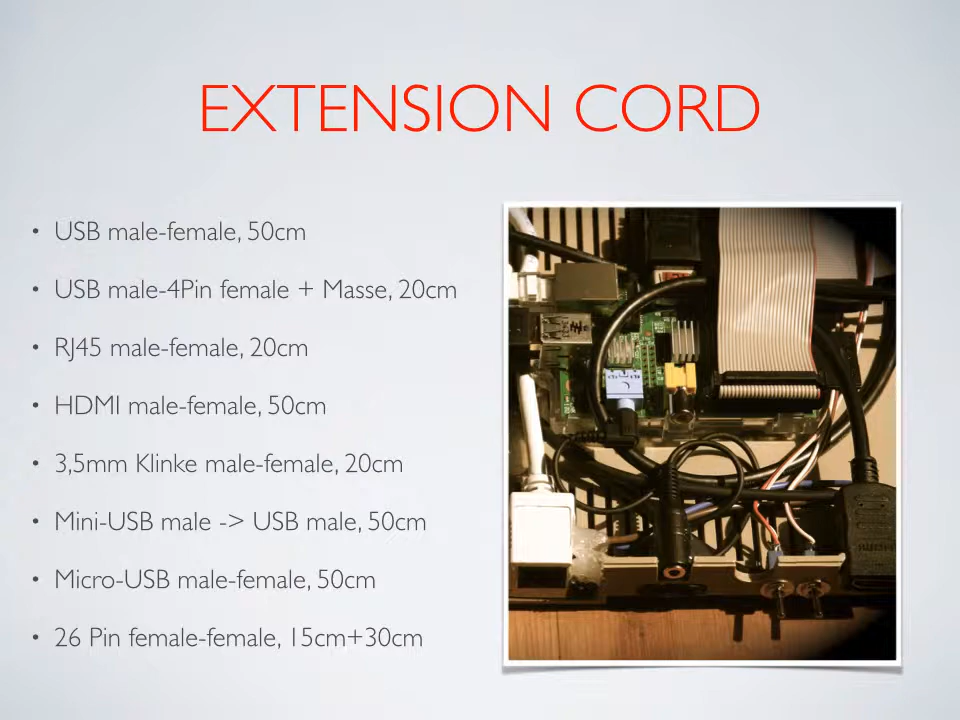 EXTENSION CORD
• USB male-female, 50cm
• USB male-4Pin female + Masse, 20cm
• RJ45 male-female, 20cm
• HDMI male-female, 50cm
• 3,5mm Klinke male-female, 20cm
• Mini-USB male -> USB male, 50cm
• Micro-USB male-female, 50cm
• 26 Pin female-female, 15cm+30cm